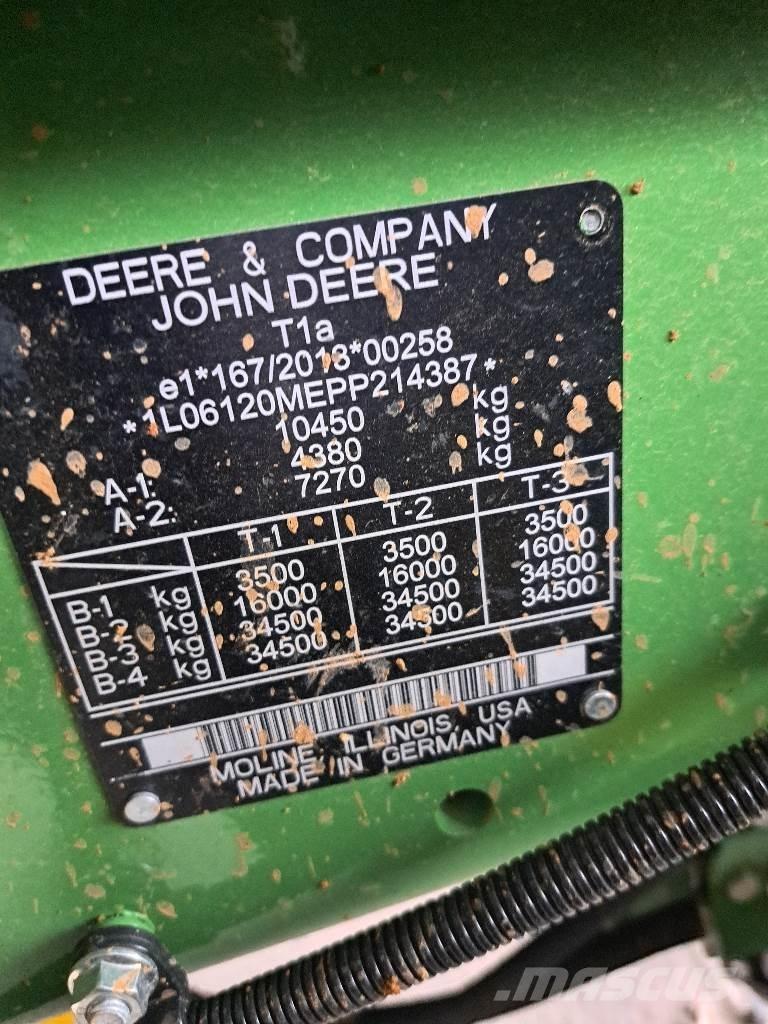 DEERE & COMPANY
JOHN DEERE
T1a
e1*167/2013*00258
*1L06120MEPP214387*
10450 kg
A-1: 4380 kg
A-2: 7270 kg
T-1 T-2 T-3
B-1 kg 3500 3500 3500
B-2 kg 16000 16000 16000
B-3 kg 34500 34500 34500
B-4 kg 34500 34500 34500
MOLINE, ILLINOIS, USA
MADE IN GERMANY
MASCUS